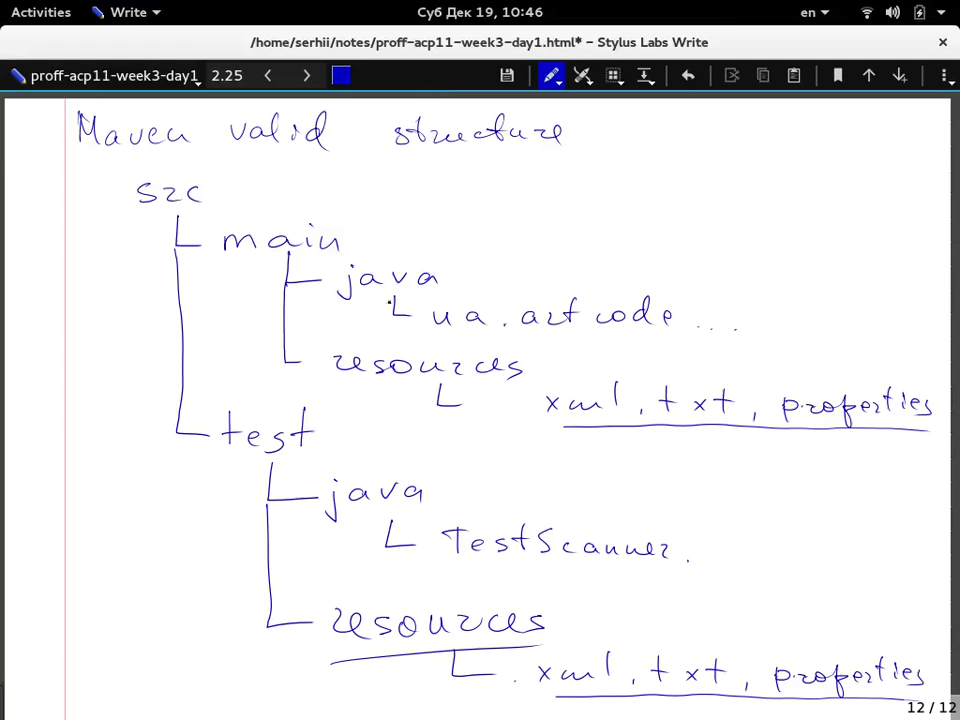 Activities Write Суб Дек 19, 10:46 en
/home/serhii/notes/proff-acp11-week3-day1.html* – Stylus Labs Write
proff-acp11-week3-day1 2.25
Maven valid structure
src
main
java
ua.artcode...
resources
xml, txt, properties
test
java
TestScanner.
resources
. xml, txt, properties
12 / 12